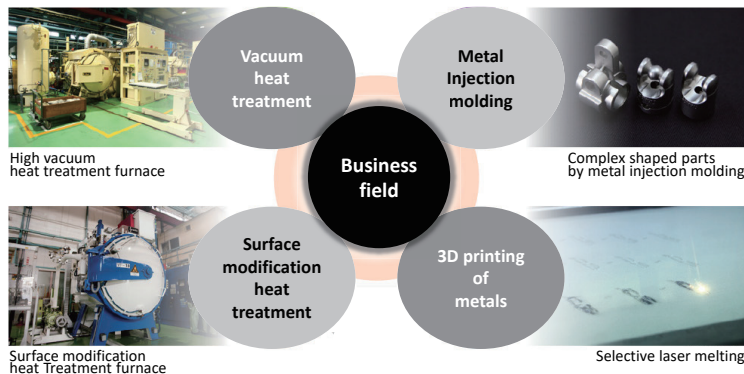 Vacuum
heat
treatment
Metal
Injection
molding
High vacuum
heat treatment furnace
Business
field
Complex shaped parts
by metal injection molding
Surface
modification
heat
treatment
3D printing
of
metals
Surface modification
heat Treatment furnace
Selective laser melting